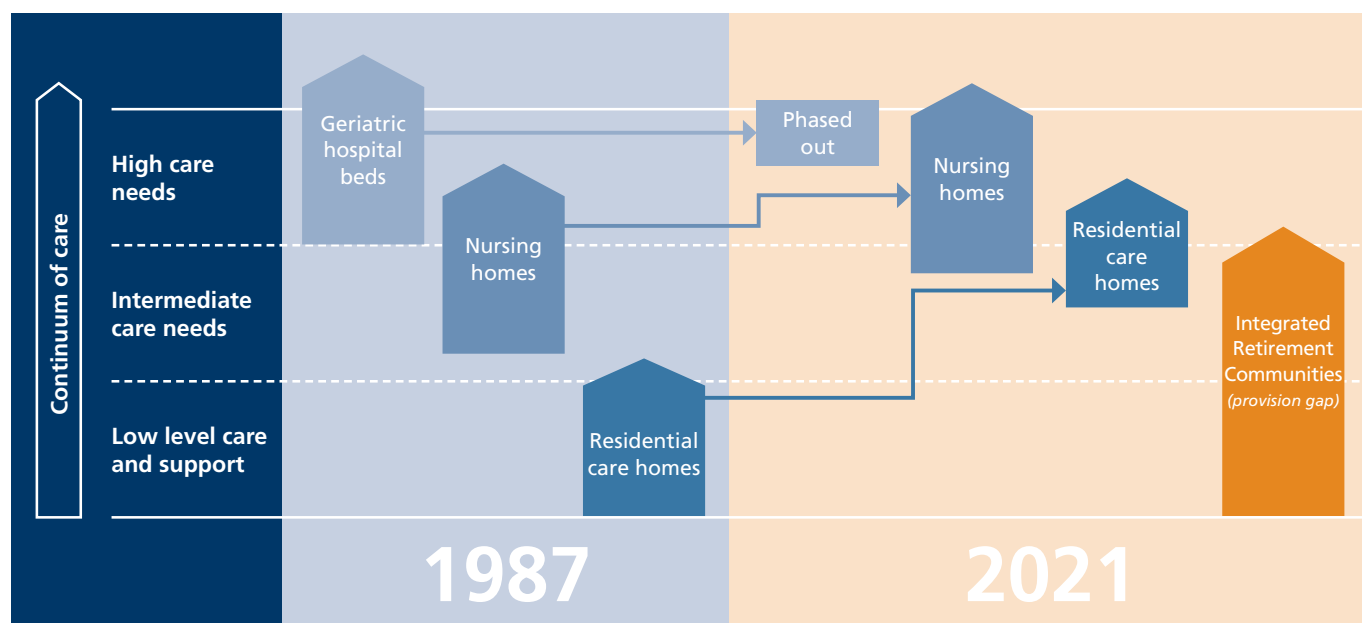 Continuum of care
High care
needs
Intermediate
care needs
Low level care
and support
Geriatric
hospital
beds
Nursing
homes
Residential
care homes
1987
Phased
out
Nursing
homes
Residential
care
homes
Integrated
Retirement
Communities
(provision gap)
2021